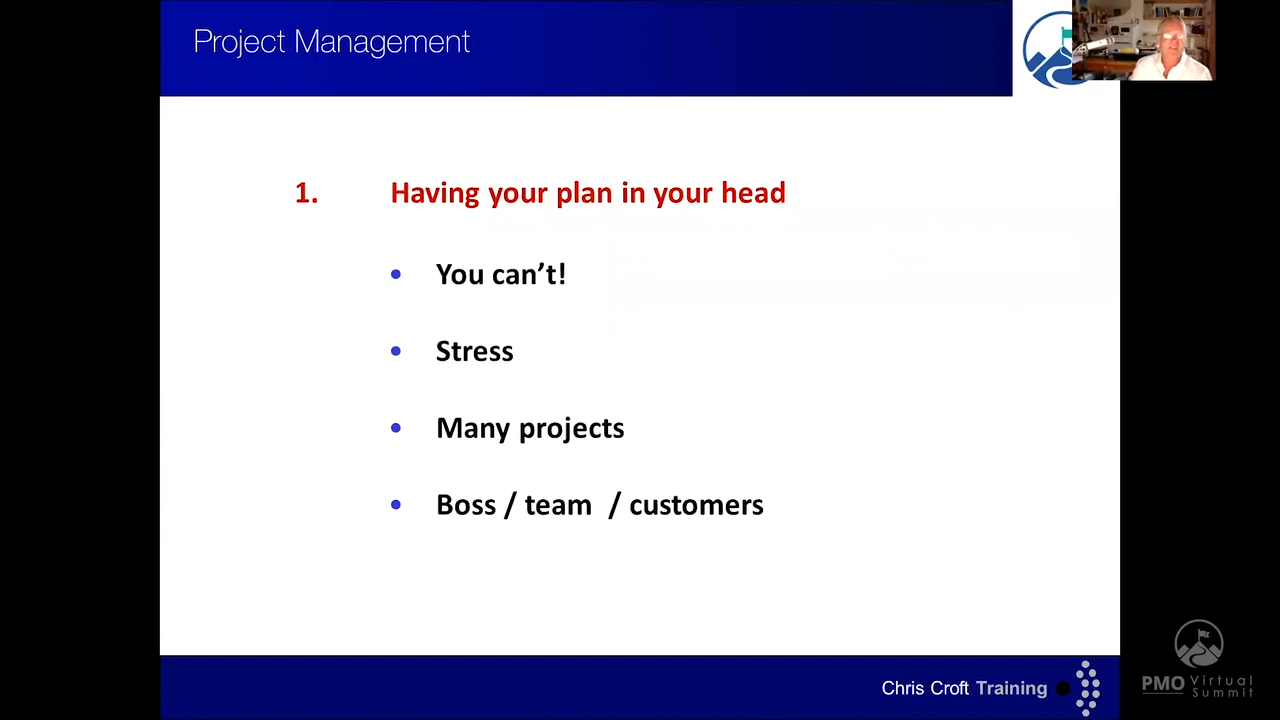 Project Management
1. Having your plan in your head
• You can’t!
• Stress
• Many projects
• Boss / team / customers
Chris Croft Training
PMO Virtual
Summit